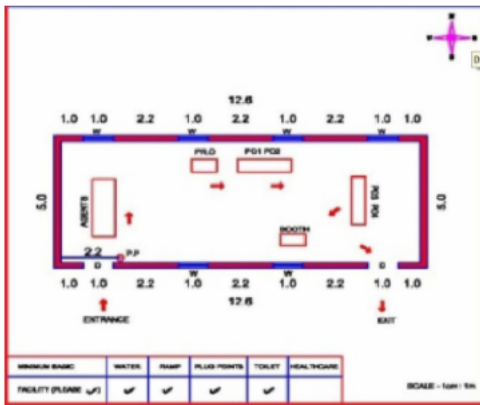 12.6
1.0 1.0 2.2 1.0 2.2 1.0 2.2 1.0 1.0
W W W W
PRLO PO1 PO2
5.0 AGENTS 5.0
BOOTH
2.2 P.P
D W W D
1.0 1.0 2.2 1.0 2.2 1.0 2.2 1.0 1.0
12.6
ENTRANCE EXIT
MINIMUM BASIC WATER RAMP PLUG POINTS TOILET HEALTHCARE
FACILITY (PLEASE ✓) ✓ ✓ ✓ ✓
SCALE - 1cm : 1m